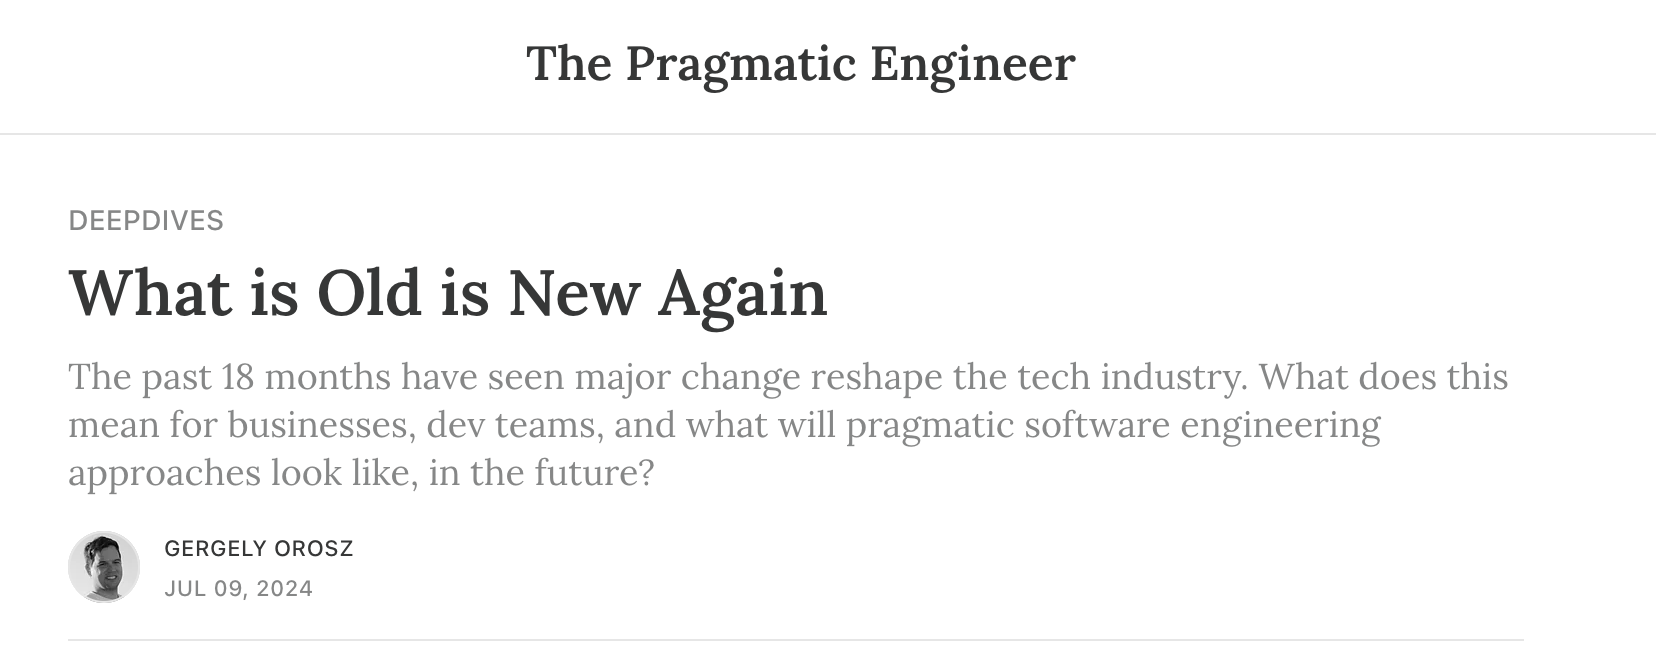 The Pragmatic Engineer
DEEPDIVES
What is Old is New Again
The past 18 months have seen major change reshape the tech industry. What does this
mean for businesses, dev teams, and what will pragmatic software engineering
approaches look like, in the future?
GERGELY OROSZ
JUL 09, 2024